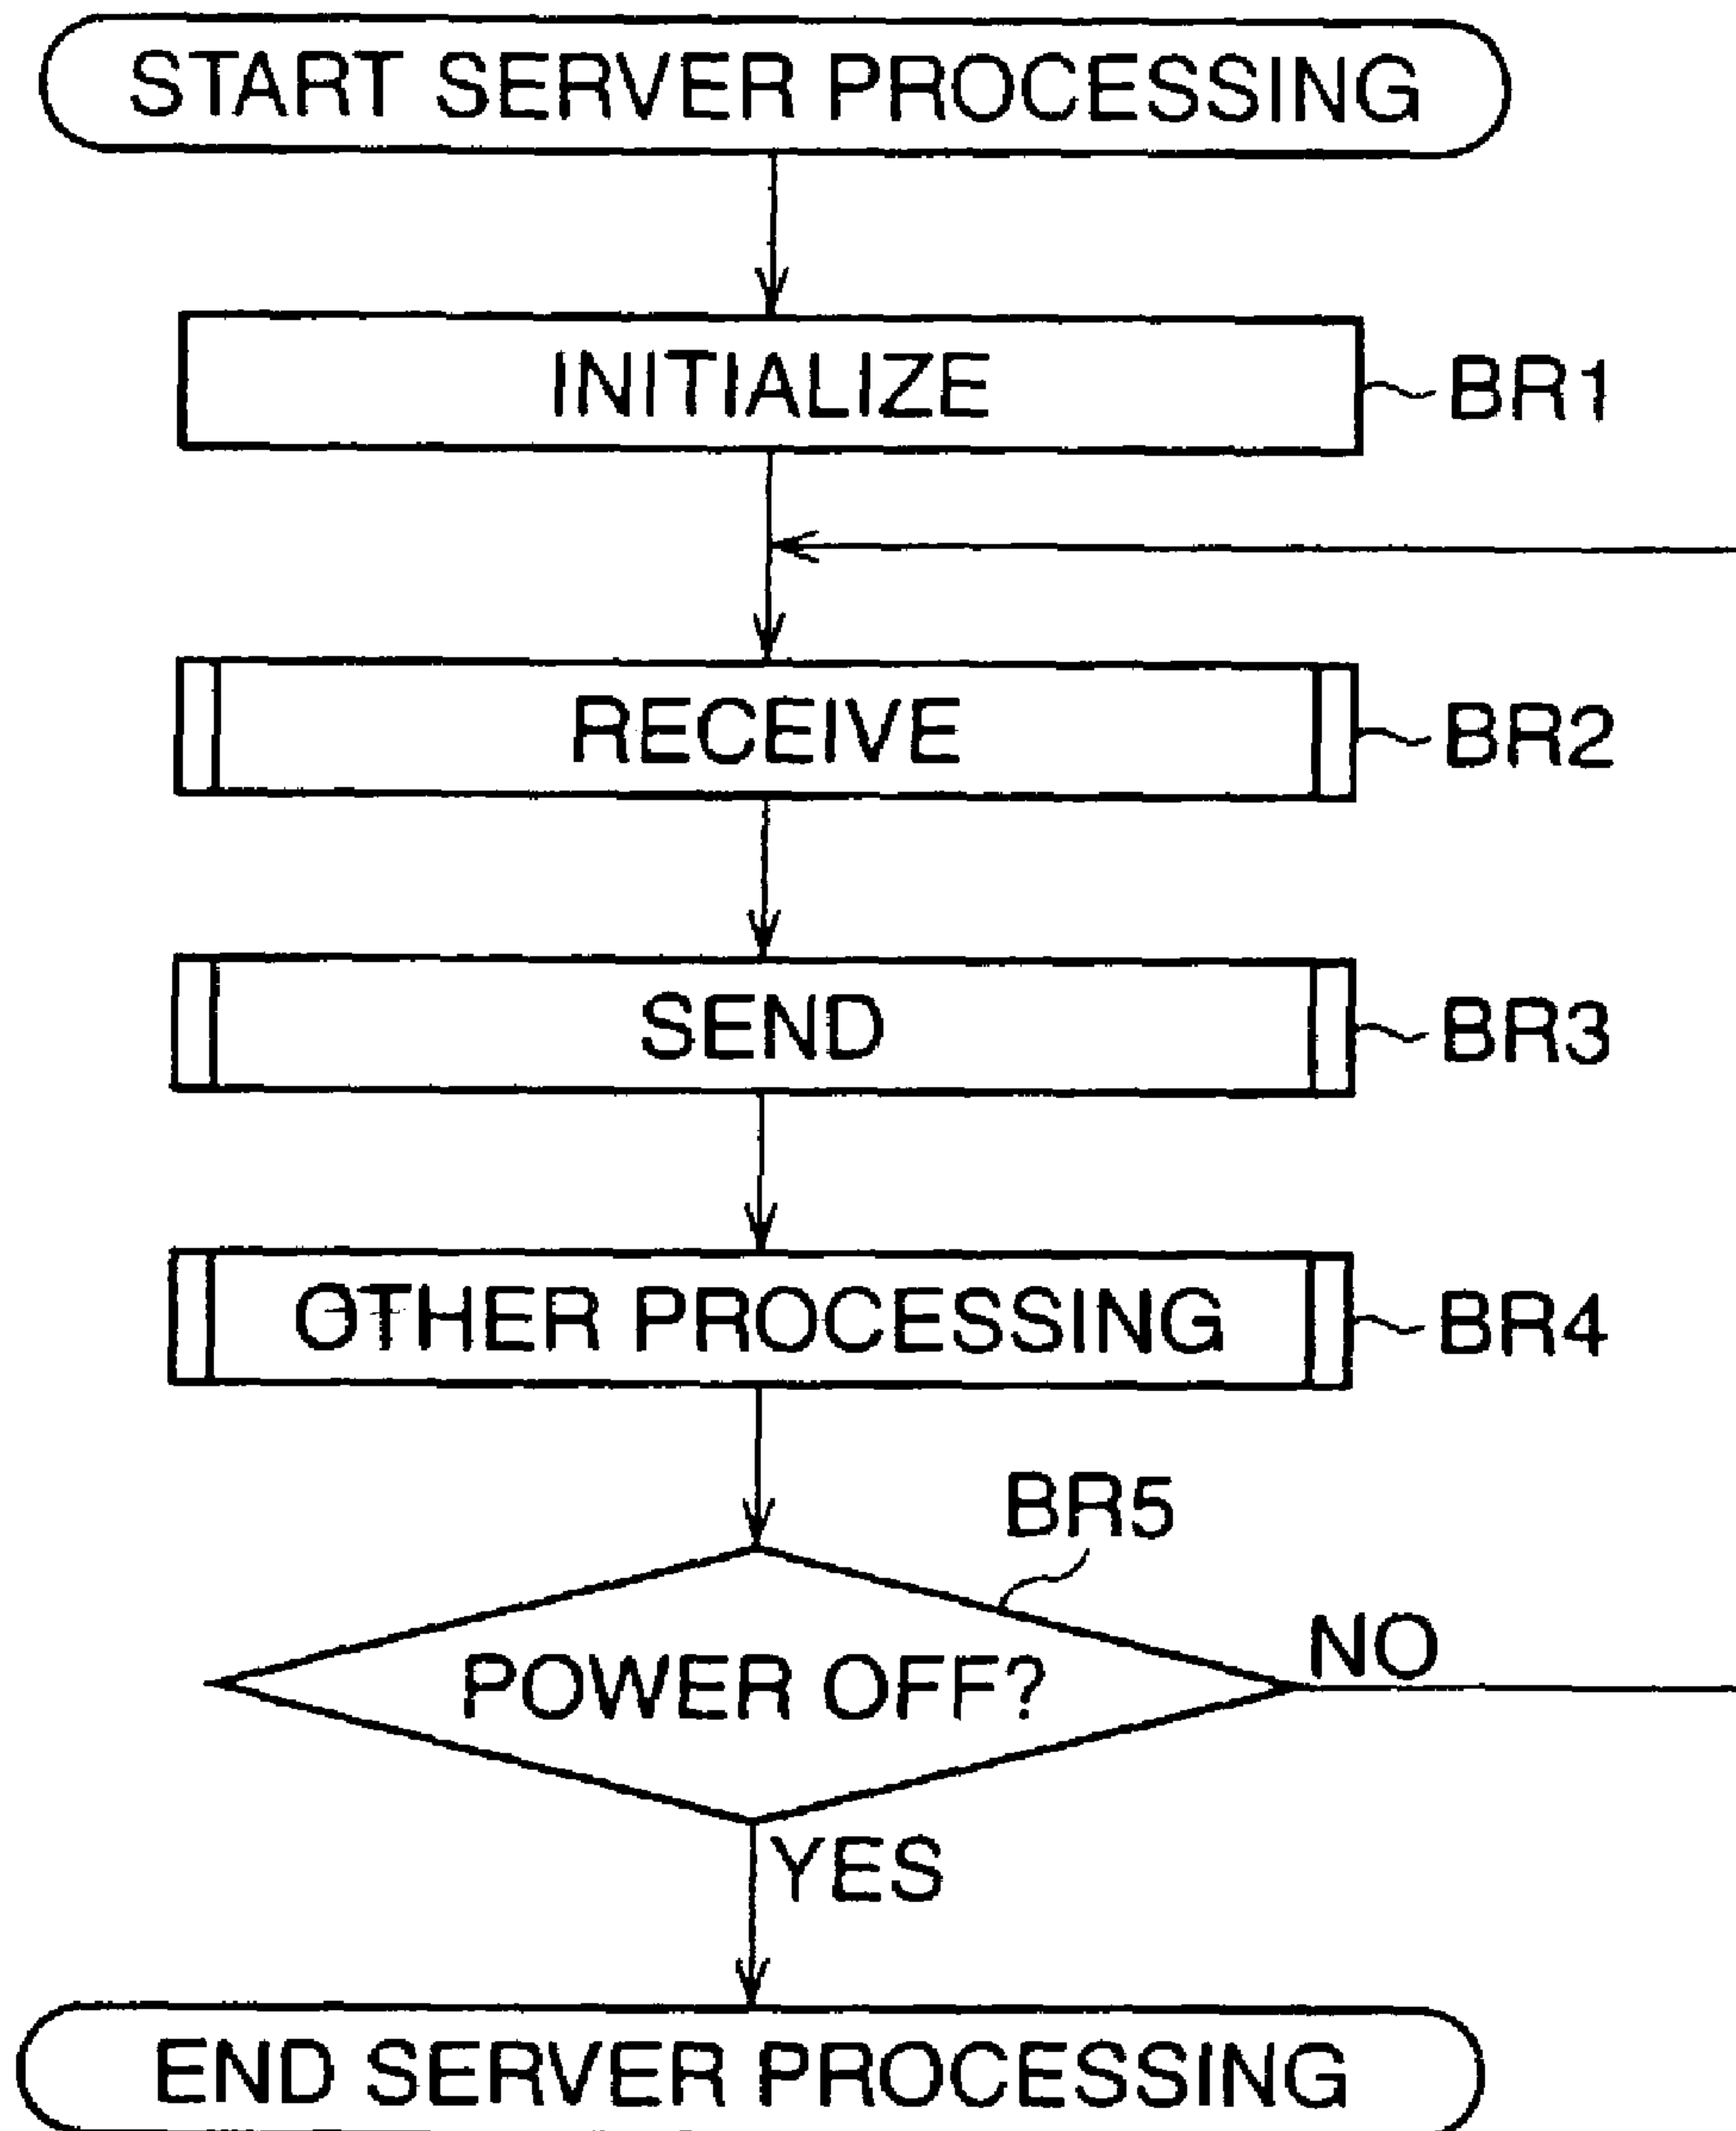 START SERVER PROCESSING
INITIALIZE
BR1
RECEIVE
BR2
SEND
BR3
OTHER PROCESSING
BR4
BR5
POWER OFF?
NO
YES
END SERVER PROCESSING